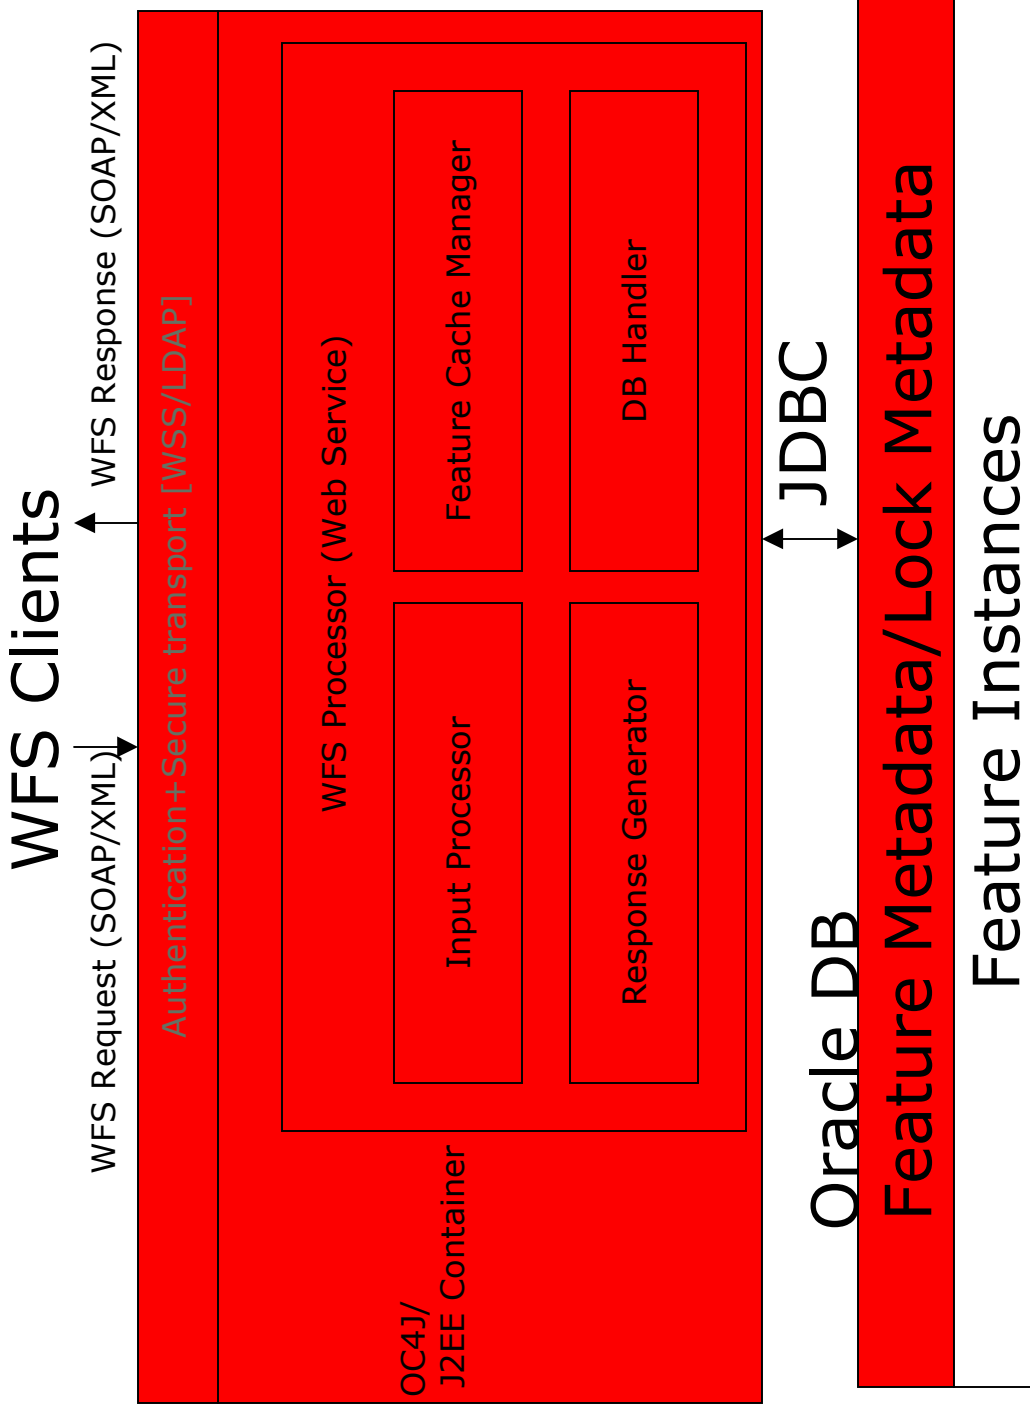 WFS Clients
WFS Request (SOAP/XML)
WFS Response (SOAP/XML)
Authentication+Secure transport [WSS/LDAP]
WFS Processor (Web Service)
OC4J/
J2EE Container
Input Processor
Feature Cache Manager
Response Generator
DB Handler
JDBC
Oracle DB
Feature Metadata/Lock Metadata
Feature Instances